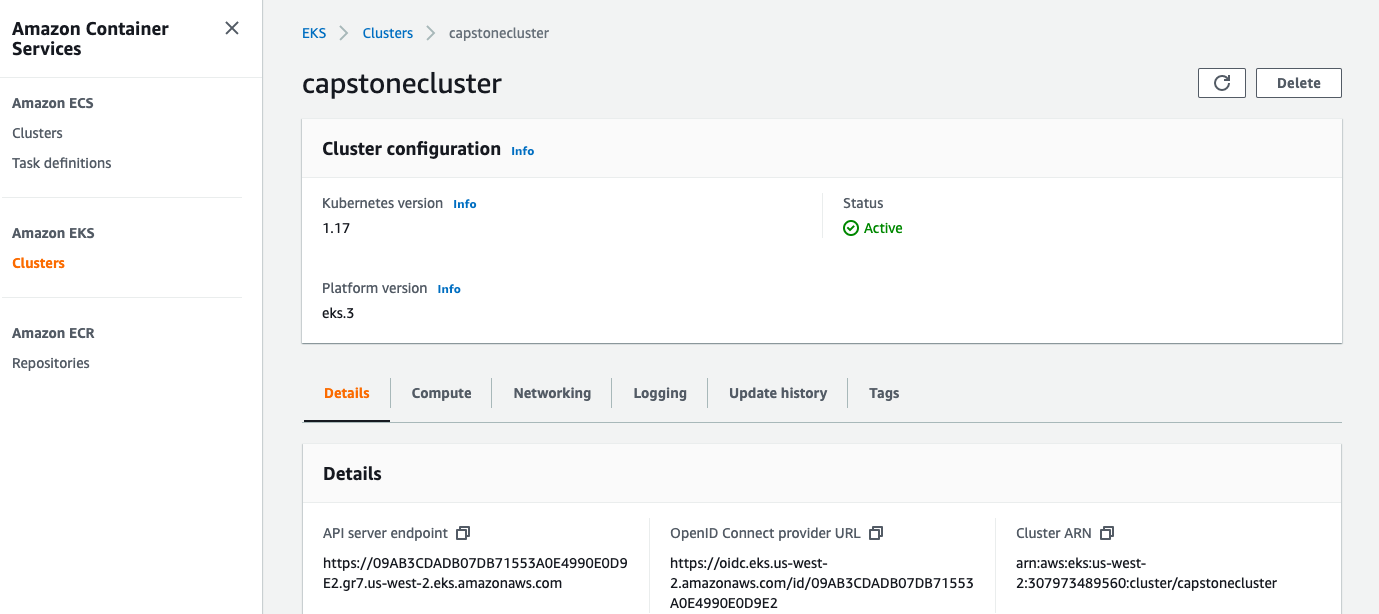 Amazon Container
Services
Amazon ECS
Clusters
Task definitions
Amazon EKS
Clusters
Amazon ECR
Repositories
EKS Clusters capstonecluster
capstonecluster
Delete
Cluster configuration Info
Kubernetes version Info
1.17
Status
Active
Platform version Info
eks.3
Details Compute Networking Logging Update history Tags
Details
API server endpoint
https://09AB3CDADB07DB71553A0E4990E0D9
E2.gr7.us-west-2.eks.amazonaws.com
OpenID Connect provider URL
https://oidc.eks.us-west-
2.amazonaws.com/id/09AB3CDADB07DB71553
A0E4990E0D9E2
Cluster ARN
arn:aws:eks:us-west-
2:307973489560:cluster/capstonecluster